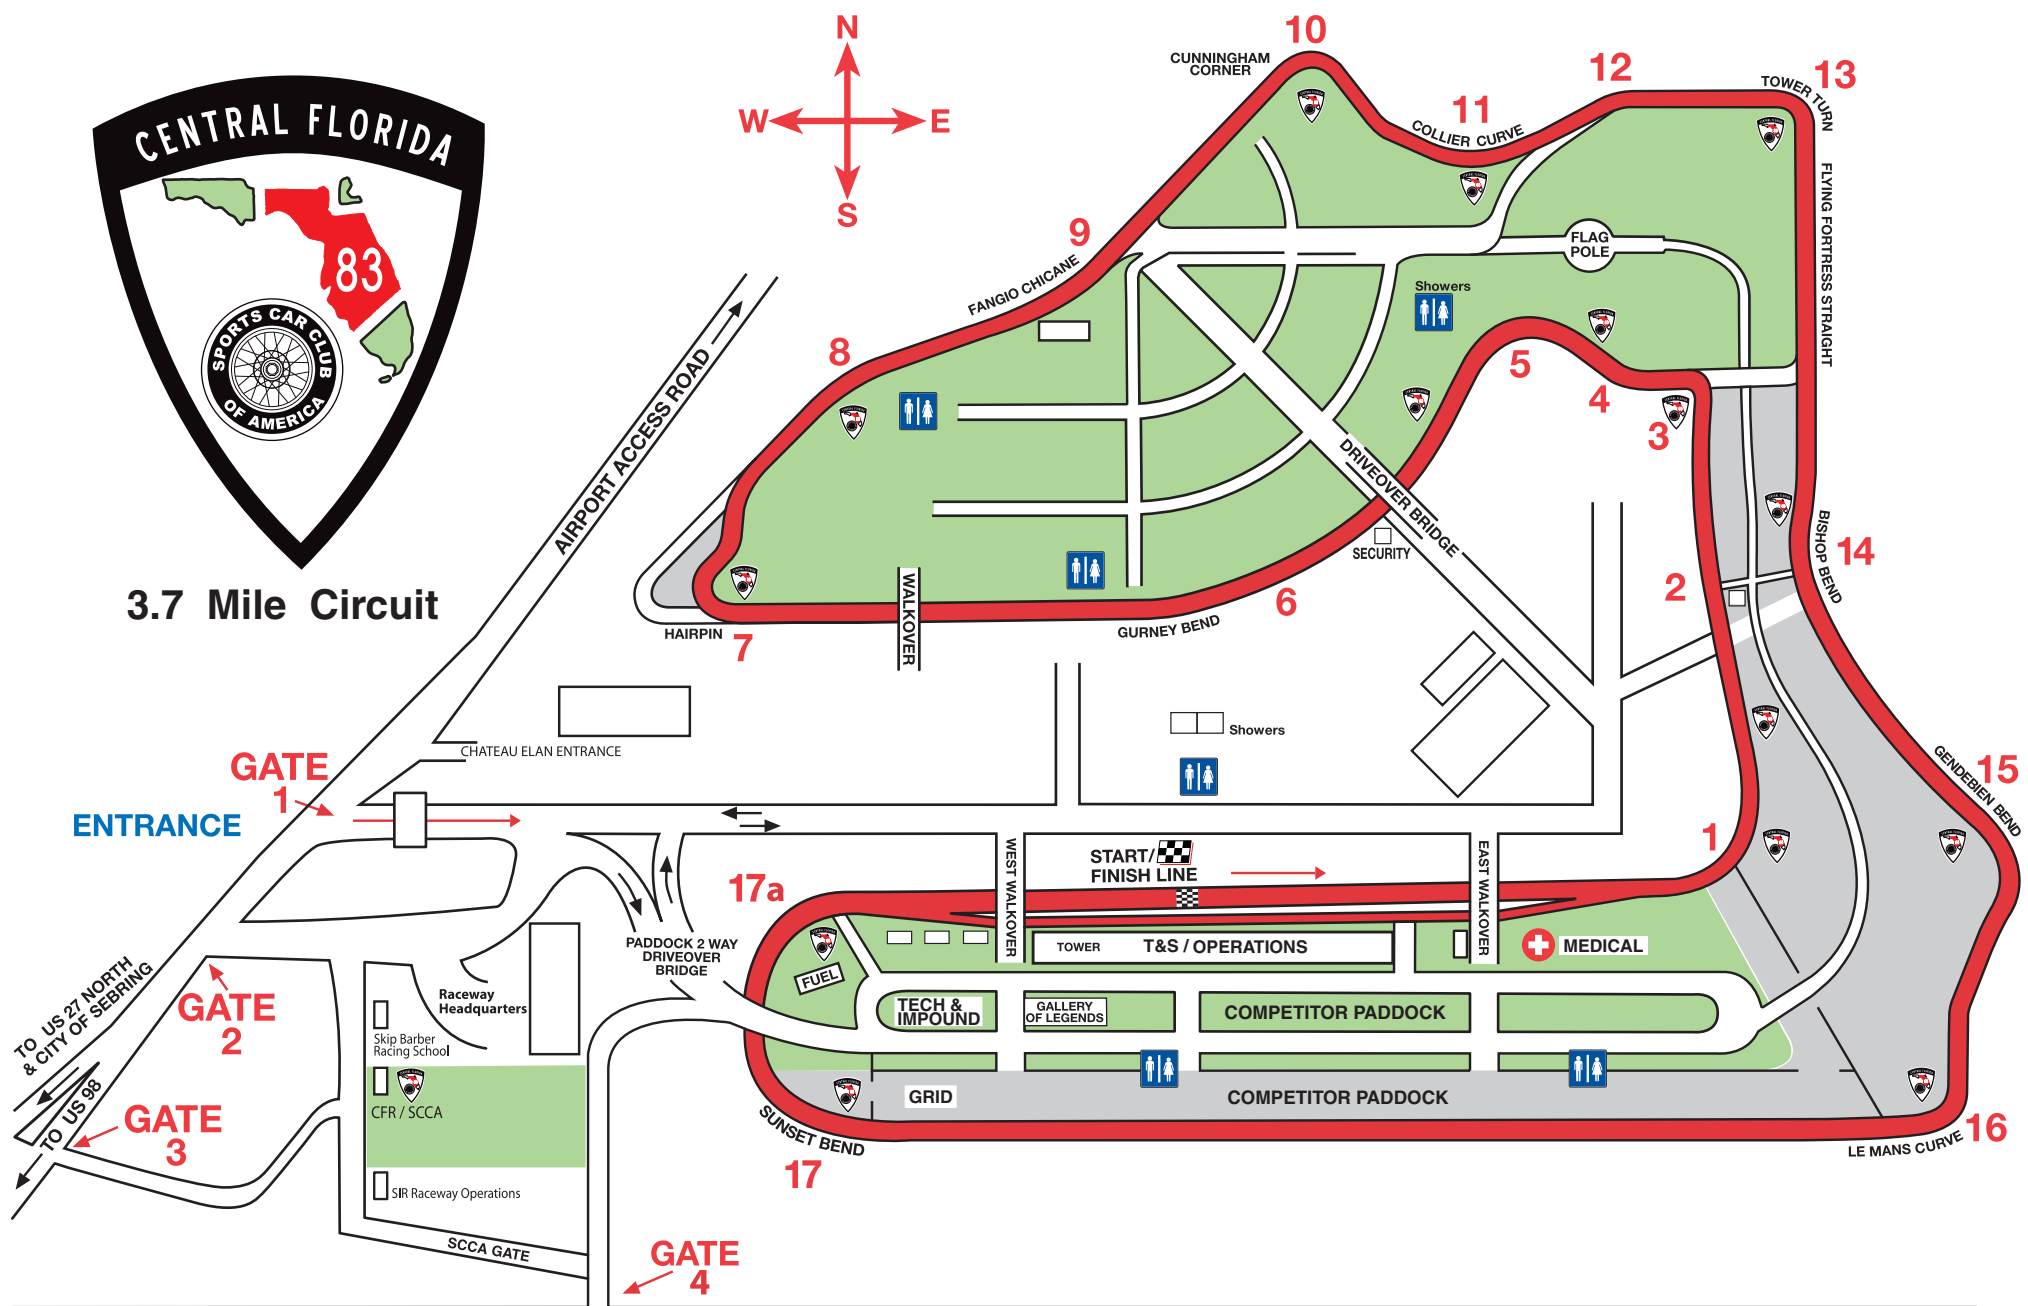 CENTRAL FLORIDA
83
SPORTS CAR CLUB
OF AMERICA
3.7 Mile Circuit
N
W
E
S
10
CUNNINGHAM
CORNER
11
COLLIER CURVE
12
13
TOWER TURN
FLYING FORTRESS STRAIGHT
9
FANGIO CHICANE
8
FLAG
POLE
Showers
5
4
3
AIRPORT ACCESS ROAD
DRIVEOVER BRIDGE
SECURITY
14
BISHOP BEND
2
6
GURNEY BEND
WALKOVER
HAIRPIN
7
Showers
CHATEAU ELAN ENTRANCE
GATE
1
ENTRANCE
15
GENDEBIEN BEND
1
START/
FINISH LINE
WEST WALKOVER
EAST WALKOVER
17a
PADDOCK 2 WAY
DRIVEOVER
BRIDGE
TOWER
T&S / OPERATIONS
MEDICAL
FUEL
TECH &
IMPOUND
GALLERY
OF LEGENDS
COMPETITOR PADDOCK
Raceway
Headquarters
TO US 27 NORTH
& CITY OF SEBRING
GATE
2
Skip Barber
Racing School
CFR / SCCA
TO US 98
GATE
3
GRID
COMPETITOR PADDOCK
SUNSET BEND
17
16
LE MANS CURVE
SIR Raceway Operations
SCCA GATE
GATE
4